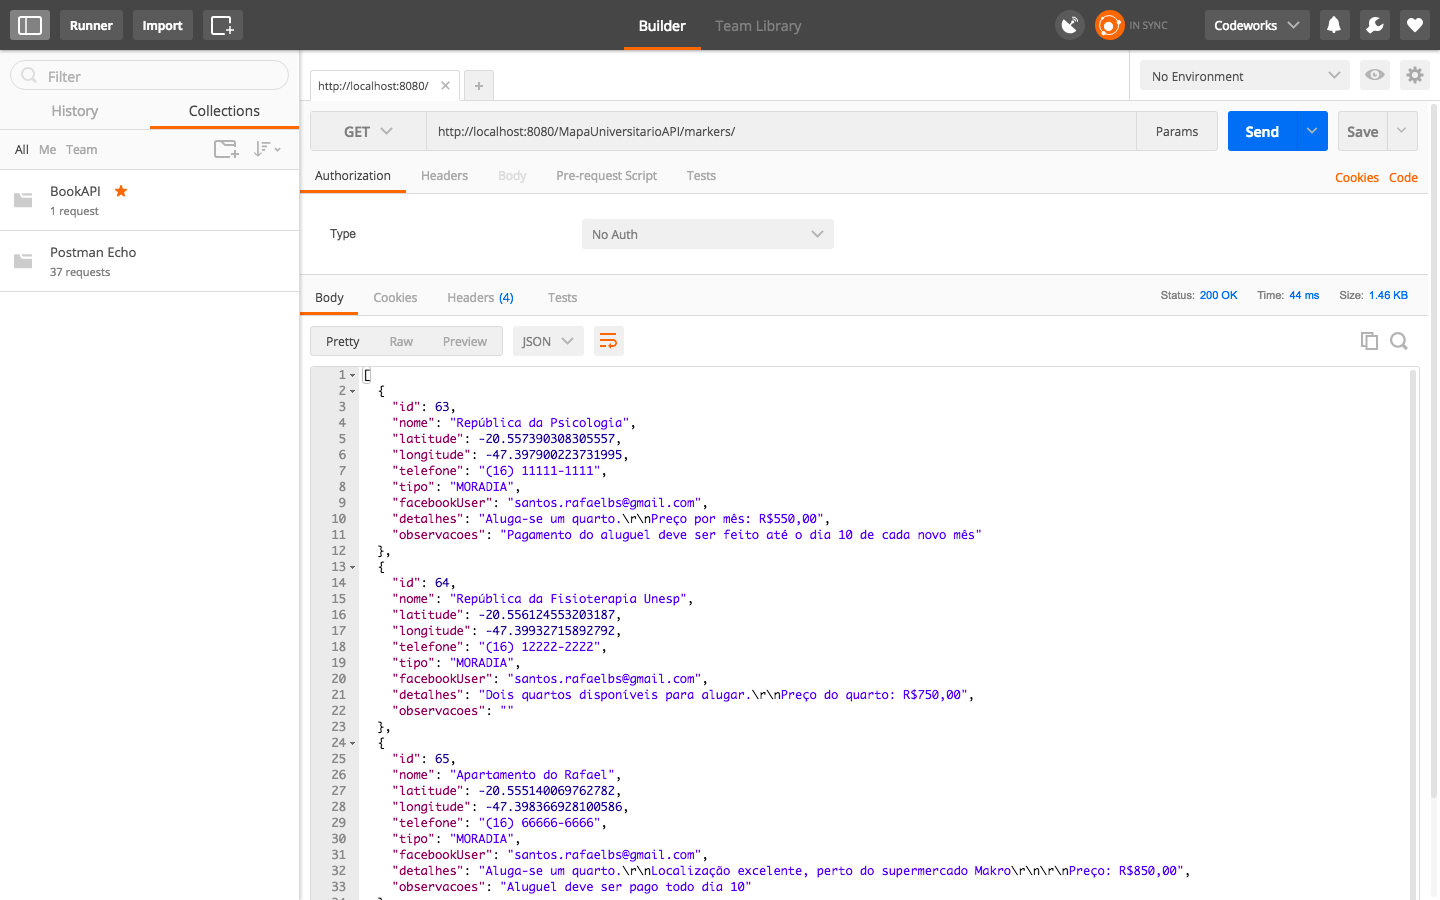 Runner
Import
Builder
Team Library
IN SYNC
Codeworks
Filter
History
Collections
All
Me
Team
BookAPI
1 request
Postman Echo
37 requests
http://localhost:8080/
No Environment
GET
http://localhost:8080/MapaUniversitarioAPI/markers/
Params
Send
Save
Authorization
Headers
Body
Pre-request Script
Tests
Cookies
Code
Type
No Auth
Body
Cookies
Headers (4)
Tests
Status: 200 OK
Time: 44 ms
Size: 1.46 KB
Pretty
Raw
Preview
JSON
1 [
2 {
3 "id": 63,
4 "nome": "República da Psicologia",
5 "latitude": -20.557390308305557,
6 "longitude": -47.397900223731995,
7 "telefone": "(16) 11111-1111",
8 "tipo": "MORADIA",
9 "facebookUser": "santos.rafaelbs@gmail.com",
10 "detalhes": "Aluga-se um quarto.\r\nPreço por mês: R$550,00",
11 "observacoes": "Pagamento do aluguel deve ser feito até o dia 10 de cada novo mês"
12 },
13 {
14 "id": 64,
15 "nome": "República da Fisioterapia Unesp",
16 "latitude": -20.556124553203187,
17 "longitude": -47.39932715892792,
18 "telefone": "(16) 12222-2222",
19 "tipo": "MORADIA",
20 "facebookUser": "santos.rafaelbs@gmail.com",
21 "detalhes": "Dois quartos disponíveis para alugar.\r\nPreço do quarto: R$750,00",
22 "observacoes": ""
23 },
24 {
25 "id": 65,
26 "nome": "Apartamento do Rafael",
27 "latitude": -20.555140069762782,
28 "longitude": -47.398366928100586,
29 "telefone": "(16) 66666-6666",
30 "tipo": "MORADIA",
31 "facebookUser": "santos.rafaelbs@gmail.com",
32 "detalhes": "Aluga-se um quarto.\r\nLocalização excelente, perto do supermercado Makro\r\n\r\nPreço: R$850,00",
33 "observacoes": "Aluguel deve ser pago todo dia 10"